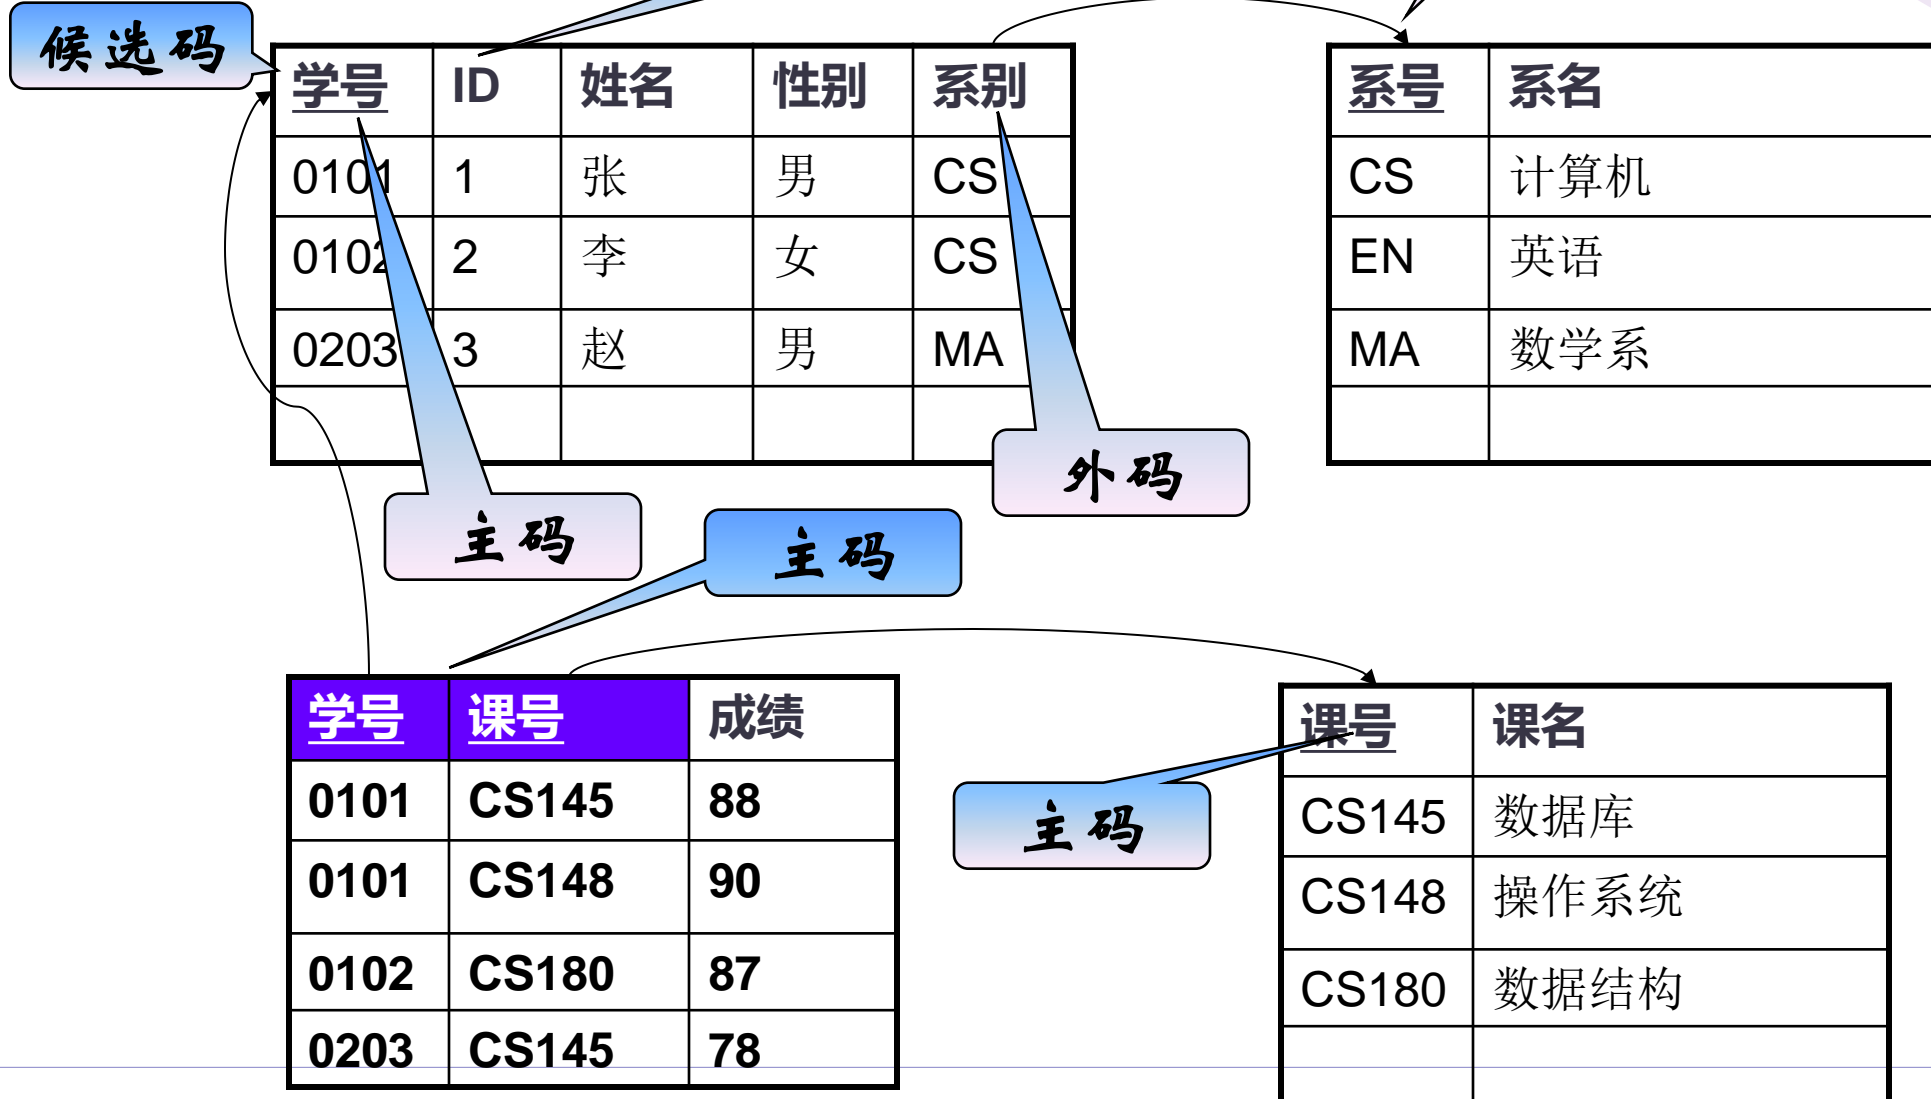 候选码
学号 ID 姓名 性别 系别
0101 1 张 男 CS
0102 2 李 女 CS
0203 3 赵 男 MA
系号 系名
CS 计算机
EN 英语
MA 数学系
外码
主码
主码
学号 课号 成绩
0101 CS145 88
0101 CS148 90
0102 CS180 87
0203 CS145 78
主码
课号 课名
CS145 数据库
CS148 操作系统
CS180 数据结构